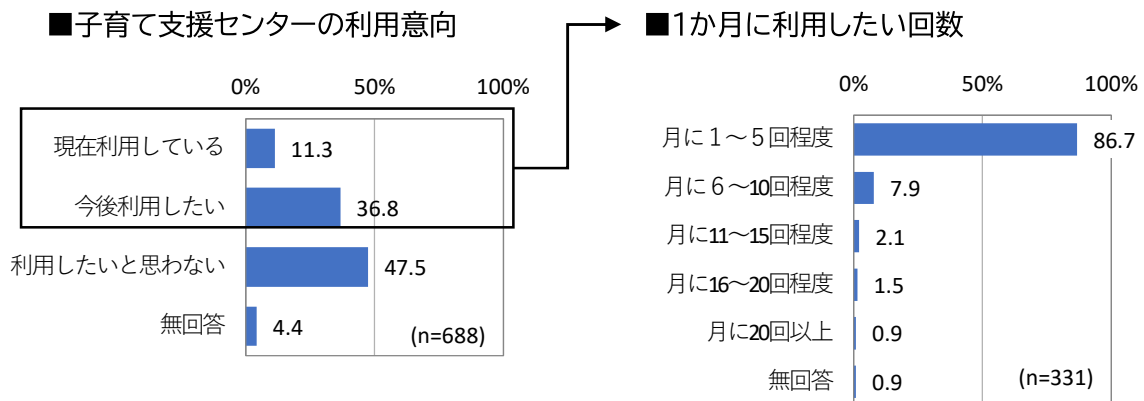 ■子育て支援センターの利用意向
0% 50% 100%
現在利用している 11.3
今後利用したい 36.8
利用したいと思わない 47.5
無回答 4.4
(n=688)
■1か月に利用したい回数
0% 50% 100%
月に１～５回程度 86.7
月に６～10回程度 7.9
月に11～15回程度 2.1
月に16～20回程度 1.5
月に20回以上 0.9
無回答 0.9
(n=331)